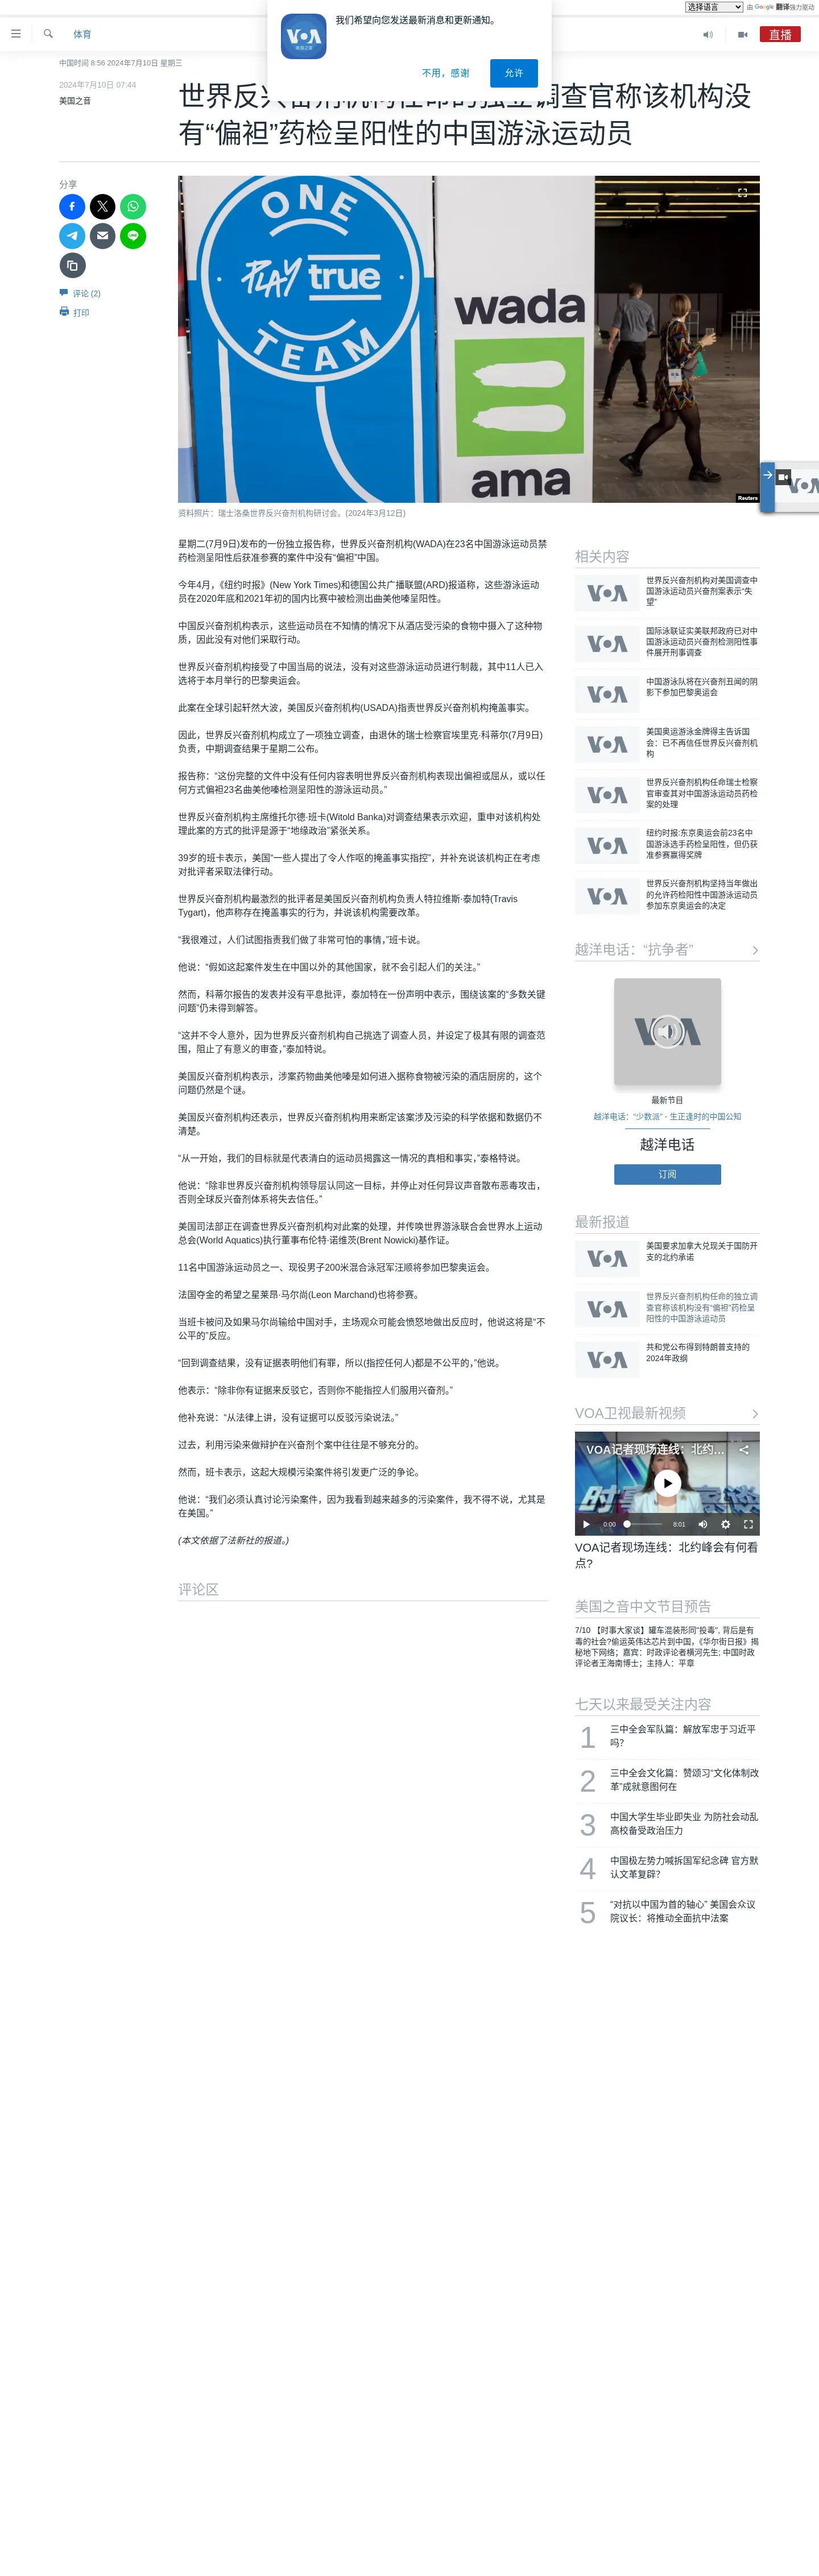 选择语言 由 Google 翻译强力驱动
我们希望向您发送最新消息和更新通知。
不用，感谢
允许
体育
直播
中国时间 8:56 2024年7月10日 星期三
2024年7月10日 07:44
美国之音
世界反兴奋剂机构任命的独立调查官称该机构没
有“偏袒”药检呈阳性的中国游泳运动员
分享
评论 (2)
打印
ONE
PLAY true
TEAM
wada
ama
Reuters
资料照片：瑞士洛桑世界反兴奋剂机构研讨会。(2024年3月12日)
星期二(7月9日)发布的一份独立报告称，世界反兴奋剂机构(WADA)在23名中国游泳运动员禁
药检测呈阳性后获准参赛的案件中没有“偏袒”中国。
今年4月，《纽约时报》(New York Times)和德国公共广播联盟(ARD)报道称，这些游泳运动
员在2020年底和2021年初的国内比赛中被检测出曲美他嗪呈阳性。
中国反兴奋剂机构表示，这些运动员在不知情的情况下从酒店受污染的食物中摄入了这种物
质，因此没有对他们采取行动。
世界反兴奋剂机构接受了中国当局的说法，没有对这些游泳运动员进行制裁，其中11人已入
选将于本月举行的巴黎奥运会。
此案在全球引起轩然大波，美国反兴奋剂机构(USADA)指责世界反兴奋剂机构掩盖事实。
因此，世界反兴奋剂机构成立了一项独立调查，由退休的瑞士检察官埃里克·科蒂尔(7月9日)
负责，中期调查结果于星期二公布。
报告称：“这份完整的文件中没有任何内容表明世界反兴奋剂机构表现出偏袒或屈从，或以任
何方式偏袒23名曲美他嗪检测呈阳性的游泳运动员。”
世界反兴奋剂机构主席维托尔德·班卡(Witold Banka)对调查结果表示欢迎，重申对该机构处
理此案的方式的批评是源于“地缘政治”紧张关系。
39岁的班卡表示，美国“一些人提出了令人作呕的掩盖事实指控”，并补充说该机构正在考虑
对批评者采取法律行动。
世界反兴奋剂机构最激烈的批评者是美国反兴奋剂机构负责人特拉维斯·泰加特(Travis
Tygart)，他声称存在掩盖事实的行为，并说该机构需要改革。
“我很难过，人们试图指责我们做了非常可怕的事情，”班卡说。
他说：“假如这起案件发生在中国以外的其他国家，就不会引起人们的关注。”
然而，科蒂尔报告的发表并没有平息批评，泰加特在一份声明中表示，围绕该案的“多数关键
问题”仍未得到解答。
“这并不令人意外，因为世界反兴奋剂机构自己挑选了调查人员，并设定了极其有限的调查范
围，阻止了有意义的审查，”泰加特说。
美国反兴奋剂机构表示，涉案药物曲美他嗪是如何进入据称食物被污染的酒店厨房的，这个
问题仍然是个谜。
美国反兴奋剂机构还表示，世界反兴奋剂机构用来断定该案涉及污染的科学依据和数据仍不
清楚。
“从一开始，我们的目标就是代表清白的运动员揭露这一情况的真相和事实，”泰格特说。
他说：“除非世界反兴奋剂机构领导层认同这一目标，并停止对任何异议声音散布恶毒攻击，
否则全球反兴奋剂体系将失去信任。”
美国司法部正在调查世界反兴奋剂机构对此案的处理，并传唤世界游泳联合会世界水上运动
总会(World Aquatics)执行董事布伦特·诺维茨(Brent Nowicki)基作证。
11名中国游泳运动员之一、现役男子200米混合泳冠军汪顺将参加巴黎奥运会。
法国夺金的希望之星莱昂·马尔尚(Leon Marchand)也将参赛。
当班卡被问及如果马尔尚输给中国对手，主场观众可能会愤怒地做出反应时，他说这将是“不
公平的”反应。
“回到调查结果，没有证据表明他们有罪，所以(指控任何人)都是不公平的，”他说。
他表示：“除非你有证据来反驳它，否则你不能指控人们服用兴奋剂。”
他补充说：“从法律上讲，没有证据可以反驳污染说法。”
过去，利用污染来做辩护在兴奋剂个案中往往是不够充分的。
然而，班卡表示，这起大规模污染案件将引发更广泛的争论。
他说：“我们必须认真讨论污染案件，因为我看到越来越多的污染案件，我不得不说，尤其是
在美国。”
(本文依据了法新社的报道。)
评论区
相关内容
世界反兴奋剂机构对美国调查中
国游泳运动员兴奋剂案表示“失
望”
国际泳联证实美联邦政府已对中
国游泳运动员兴奋剂检测阳性事
件展开刑事调查
中国游泳队将在兴奋剂丑闻的阴
影下参加巴黎奥运会
美国奥运游泳金牌得主告诉国
会：已不再信任世界反兴奋剂机
构
世界反兴奋剂机构任命瑞士检察
官审查其对中国游泳运动员药检
案的处理
纽约时报:东京奥运会前23名中
国游泳选手药检呈阳性，但仍获
准参赛赢得奖牌
世界反兴奋剂机构坚持当年做出
的允许药检阳性中国游泳运动员
参加东京奥运会的决定
越洋电话：“抗争者”
最新节目
越洋电话：“少数派” - 生正逢时的中国公知
越洋电话
订阅
最新报道
美国要求加拿大兑现关于国防开
支的北约承诺
世界反兴奋剂机构任命的独立调
查官称该机构没有“偏袒”药检呈
阳性的中国游泳运动员
共和党公布得到特朗普支持的
2024年政纲
VOA卫视最新视频
VOA记者现场连线：北约…
0:00 8:01
VOA记者现场连线：北约峰会有何看
点?
美国之音中文节目预告
7/10 【时事大家谈】罐车混装形同"投毒", 背后是有
毒的社会?偷运英伟达芯片到中国，《华尔街日报》揭
秘地下网络；嘉宾：时政评论者横河先生; 中国时政
评论者王海南博士；主持人：平章
七天以来最受关注内容
1 三中全会军队篇：解放军忠于习近平
吗?
2 三中全会文化篇：赞颂习“文化体制改
革”成就意图何在
3 中国大学生毕业即失业 为防社会动乱
高校备受政治压力
4 中国极左势力喊拆国军纪念碑 官方默
认文革复辟?
5 “对抗以中国为首的轴心” 美国会众议
院议长：将推动全面抗中法案